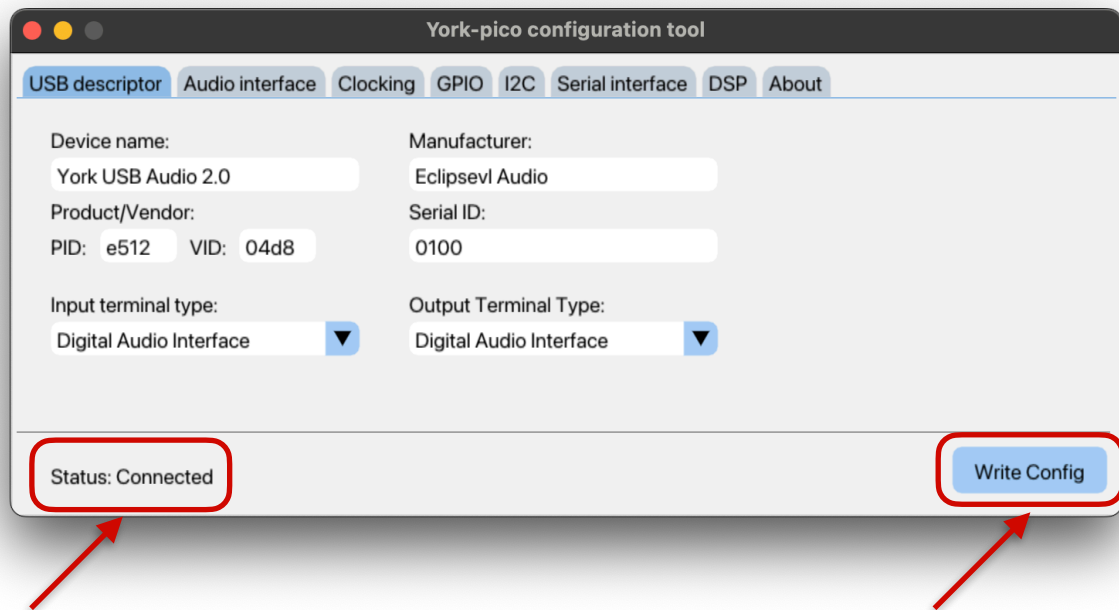 York-pico configuration tool
USB descriptor Audio interface Clocking GPIO I2C Serial interface DSP About
Device name: Manufacturer:
York USB Audio 2.0 Eclipsevl Audio
Product/Vendor: Serial ID:
PID: e512 VID: 04d8 0100
Input terminal type: Output Terminal Type:
Digital Audio Interface Digital Audio Interface
Status: Connected Write Config